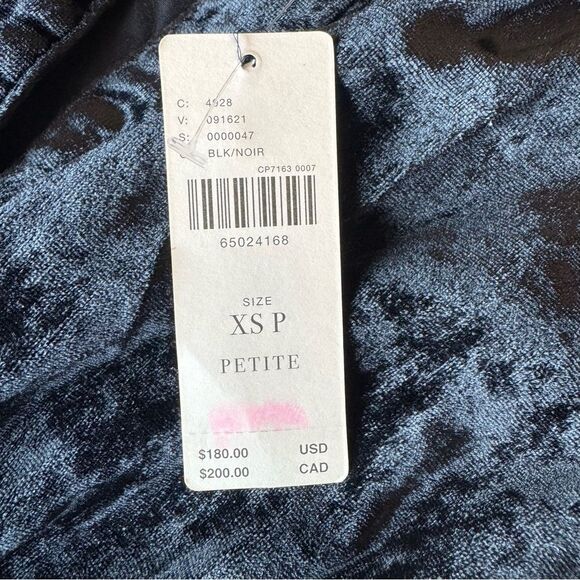 C: 4928
V: 091621
S: 0000047
BLK/NOIR
CP7163 0007
65024168
SIZE
XS P
PETITE
$180.00 USD
$200.00 CAD